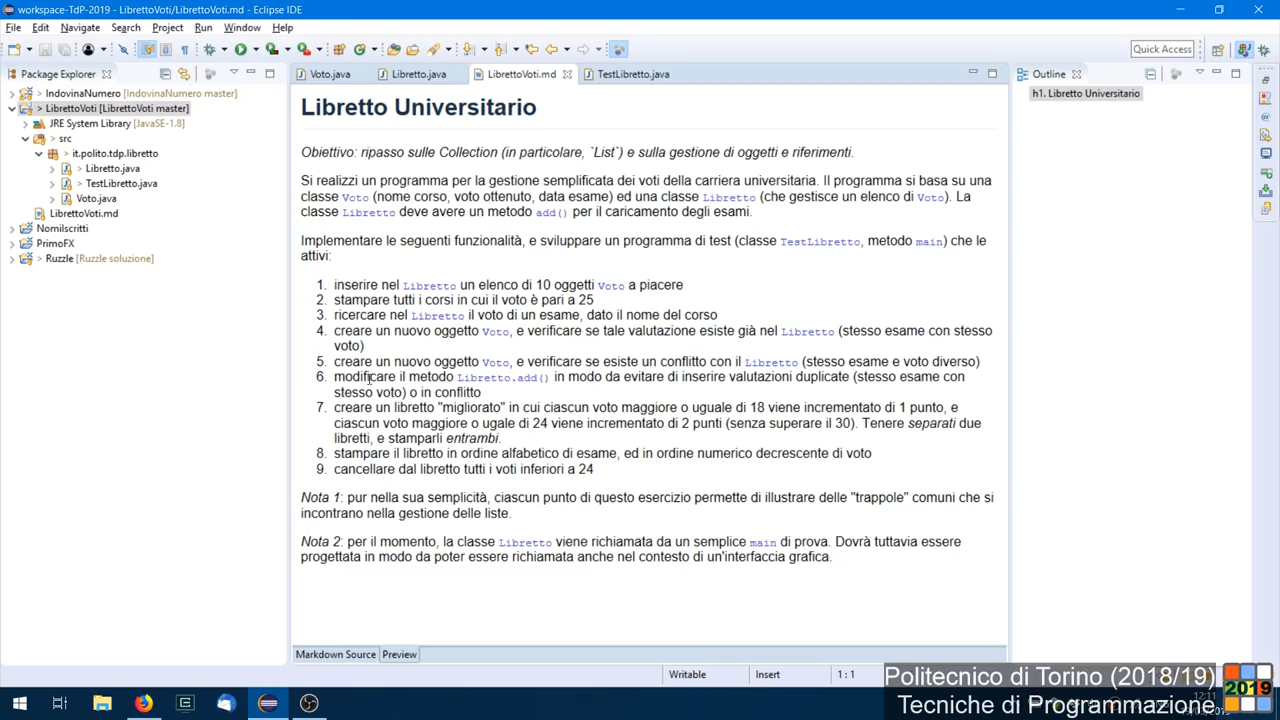 workspace-TdP-2019 - LibrettoVoti/LibrettoVoti.md - Eclipse IDE
File Edit Navigate Search Project Run Window Help
Quick Access
Package Explorer
Voto.java
Libretto.java
LibrettoVoti.md
TestLibretto.java
Outline
IndovinaNumero [IndovinaNumero master]
> LibrettoVoti [LibrettoVoti master]
JRE System Library [JavaSE-1.8]
> src
it.polito.tdp.libretto
Libretto.java
TestLibretto.java
Voto.java
LibrettoVoti.md
NomiIscritti
PrimoFX
> Ruzzle [Ruzzle soluzione]
Libretto Universitario
Obiettivo: ripasso sulle Collection (in particolare, `List`) e sulla gestione di oggetti e riferimenti.
Si realizzi un programma per la gestione semplificata dei voti della carriera universitaria. Il programma si basa su una
classe Voto (nome corso, voto ottenuto, data esame) ed una classe Libretto (che gestisce un elenco di Voto). La
classe Libretto deve avere un metodo add() per il caricamento degli esami.
Implementare le seguenti funzionalità, e sviluppare un programma di test (classe TestLibretto, metodo main) che le
attivi:
1. inserire nel Libretto un elenco di 10 oggetti Voto a piacere
2. stampare tutti i corsi in cui il voto è pari a 25
3. ricercare nel Libretto il voto di un esame, dato il nome del corso
4. creare un nuovo oggetto Voto, e verificare se tale valutazione esiste già nel Libretto (stesso esame con stesso
voto)
5. creare un nuovo oggetto Voto, e verificare se esiste un conflitto con il Libretto (stesso esame e voto diverso)
6. modificare il metodo Libretto.add() in modo da evitare di inserire valutazioni duplicate (stesso esame con
stesso voto) o in conflitto
7. creare un libretto "migliorato" in cui ciascun voto maggiore o uguale di 18 viene incrementato di 1 punto, e
ciascun voto maggiore o ugale di 24 viene incrementato di 2 punti (senza superare il 30). Tenere separati due
libretti, e stamparli entrambi.
8. stampare il libretto in ordine alfabetico di esame, ed in ordine numerico decrescente di voto
9. cancellare dal libretto tutti i voti inferiori a 24
Nota 1: pur nella sua semplicità, ciascun punto di questo esercizio permette di illustrare delle "trappole" comuni che si
incontrano nella gestione delle liste.
Nota 2: per il momento, la classe Libretto viene richiamata da un semplice main di prova. Dovrà tuttavia essere
progettata in modo da poter essere richiamata anche nel contesto di un'interfaccia grafica.
h1. Libretto Universitario
Markdown Source Preview
Writable Insert 1 : 1
Politecnico di Torino (2018/19)
Tecniche di Programmazione
2019
12:11